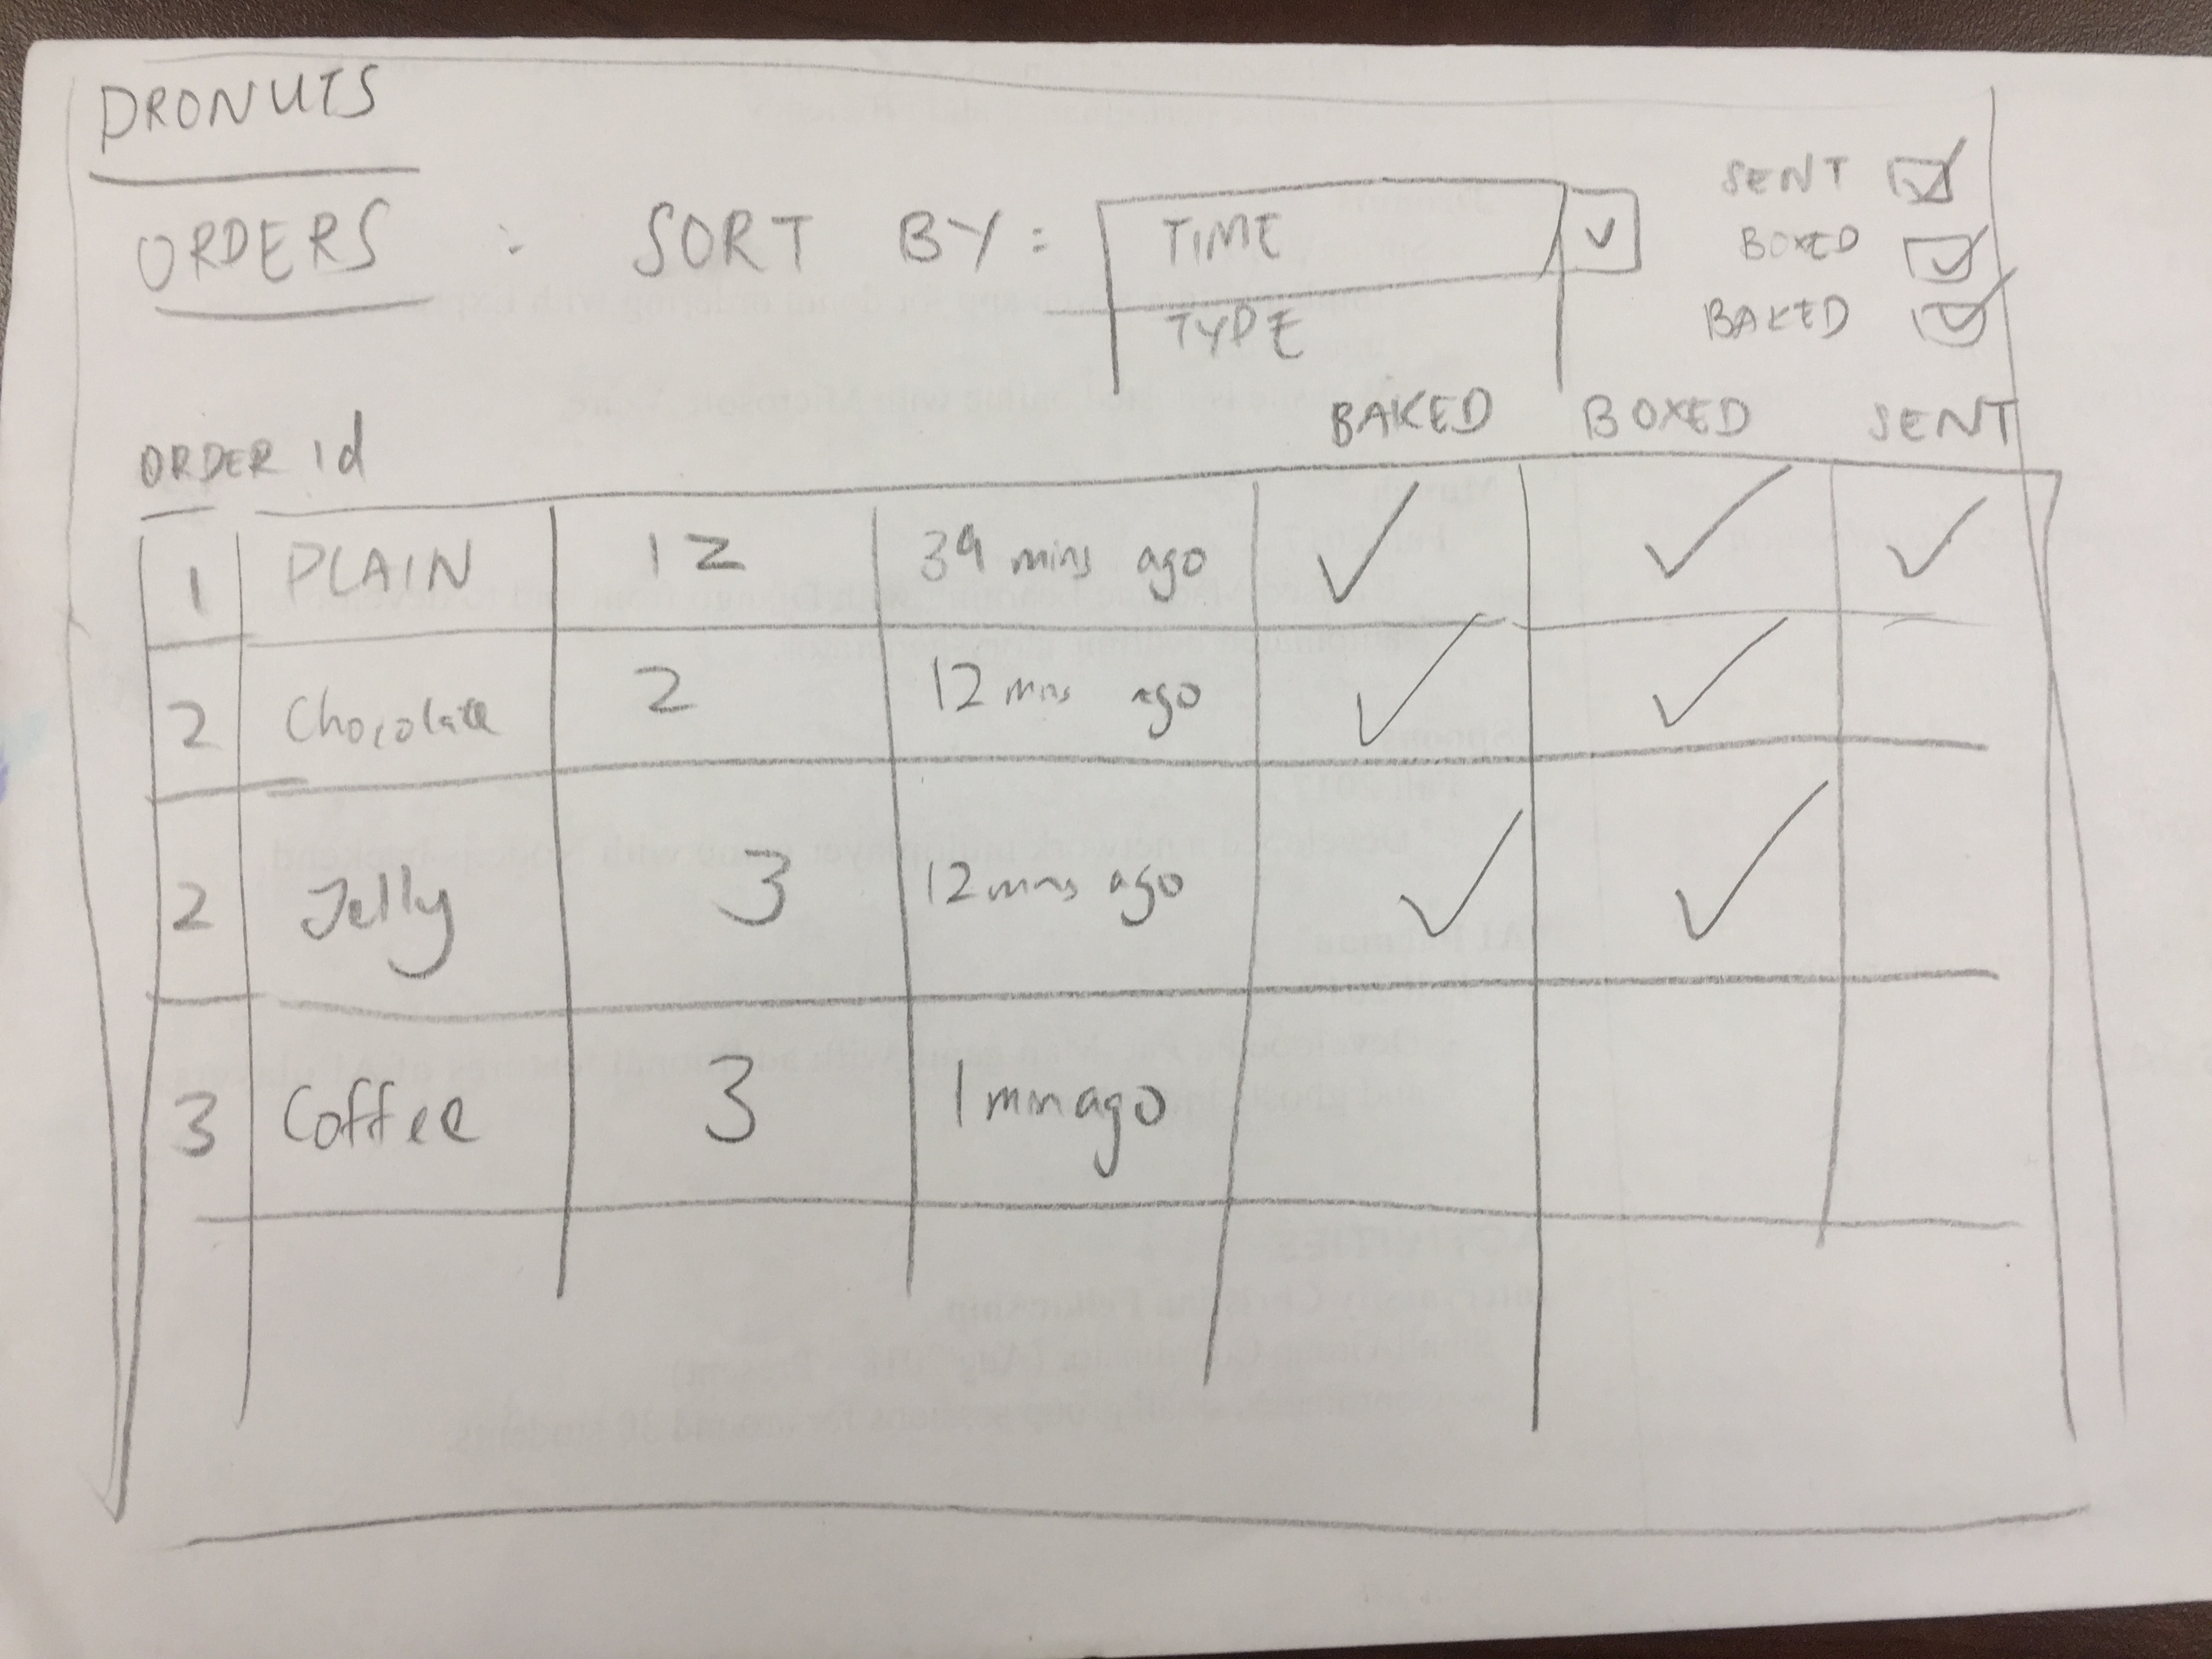 DRONUTS
ORDERS : SORT BY: TIME
TYPE
SENT
BOXED
BAKED
ORDER id BAKED BOXED SENT
1 PLAIN 12 39 mins ago ✓ ✓ ✓
2 Chocolate 2 12 mins ago ✓ ✓
2 Jelly 3 12 mins ago ✓ ✓
3 Coffee 3 1 min ago